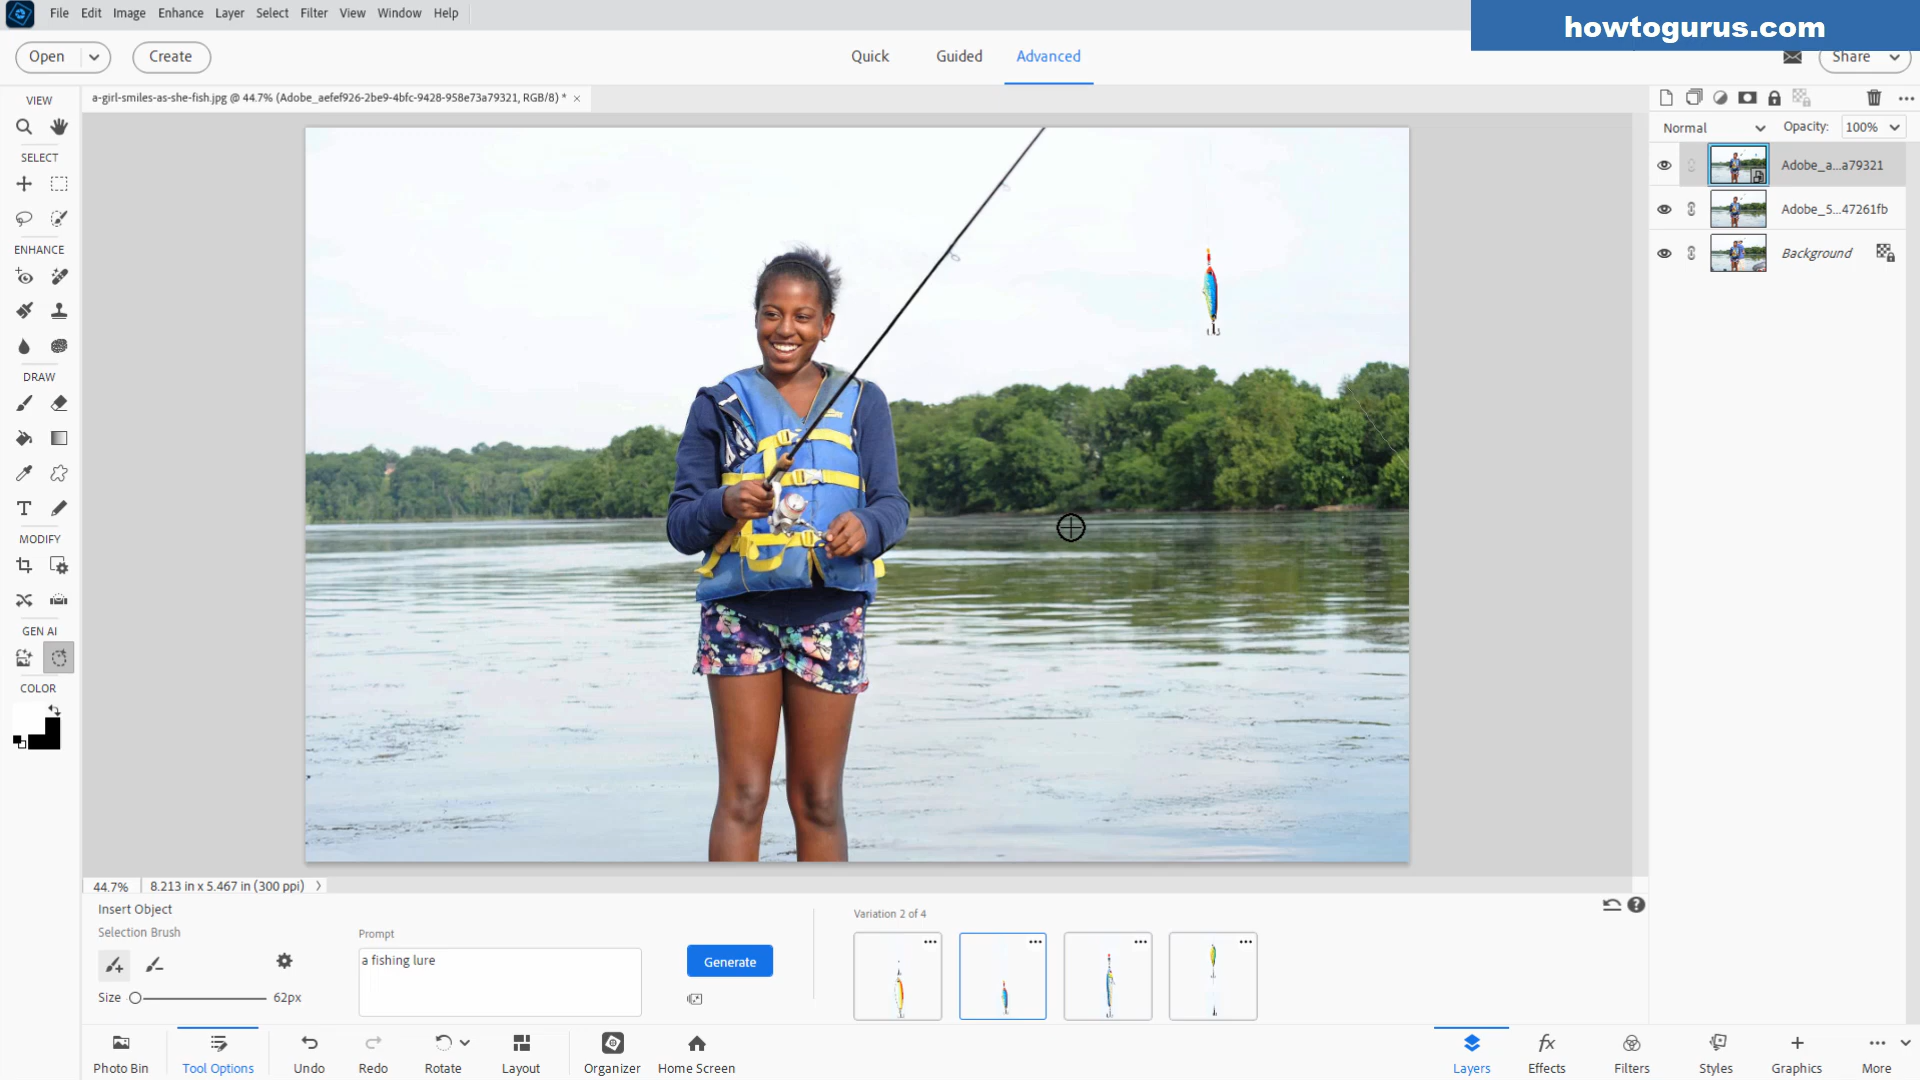 File Edit Image Enhance Layer Select Filter View Window Help
howtogurus.com
Open Create Quick Guided Advanced Share
VIEW
a-girl-smiles-as-she-fish.jpg @ 44.7% (Adobe_aefef926-2be9-4bfc-9428-958e73a79321, RGB/8) * ×
Normal Opacity: 100%
SELECT
Adobe_a...a79321
Adobe_5...47261fb
ENHANCE
Background
DRAW
MODIFY
GEN AI
COLOR
44.7% 8.213 in x 5.467 in (300 ppi)
Insert Object
Selection Brush
Size 62px
Prompt
a fishing lure
Generate
Variation 2 of 4
Photo Bin Tool Options Undo Redo Rotate Layout Organizer Home Screen Layers Effects Filters Styles Graphics More